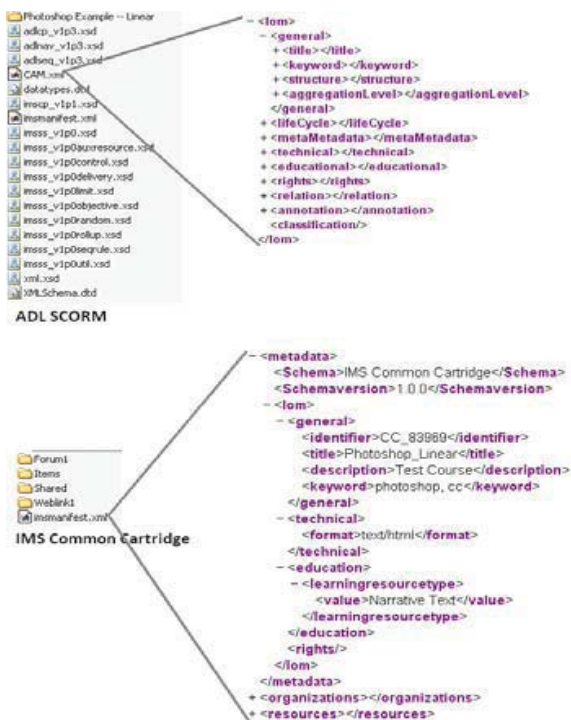 Photoshop Example -- Linear
adlcp_v1p3.xsd
adlnav_v1p3.xsd
adlseq_v1p3.xsd
CAM.xml
datatypes.dtd
imscp_v1p1.xsd
imsmanifest.xml
imsss_v1p0.xsd
imsss_v1p0auxresource.xsd
imsss_v1p0control.xsd
imsss_v1p0delivery.xsd
imsss_v1p0limit.xsd
imsss_v1p0objective.xsd
imsss_v1p0random.xsd
imsss_v1p0rollup.xsd
imsss_v1p0seqrule.xsd
imsss_v1p0util.xsd
xml.xsd
XMLSchema.dtd
ADL SCORM
- <lom>
- <general>
+ <title></title>
+ <keyword></keyword>
+ <structure></structure>
+ <aggregationLevel></aggregationLevel>
</general>
+ <lifeCycle></lifeCycle>
+ <metaMetadata></metaMetadata>
+ <technical></technical>
+ <educational></educational>
+ <rights></rights>
+ <relation></relation>
+ <annotation></annotation>
<classification/>
</lom>
Forum1
Items
Shared
Weblink1
imsmanifest.xml
IMS Common Cartridge
- <metadata>
<Schema>IMS Common Cartridge</Schema>
<Schemaversion>1.0.0</Schemaversion>
- <lom>
- <general>
<identifier>CC_83969</identifier>
<title>Photoshop_Linear</title>
<description>Test Course</description>
<keyword>photoshop, cc</keyword>
</general>
- <technical>
<format>text/html</format>
</technical>
- <education>
- <learningresourcetype>
<value>Narrative Text</value>
</learningresourcetype>
</education>
<rights/>
</lom>
</metadata>
+ <organizations></organizations>
+ <resources></resources>